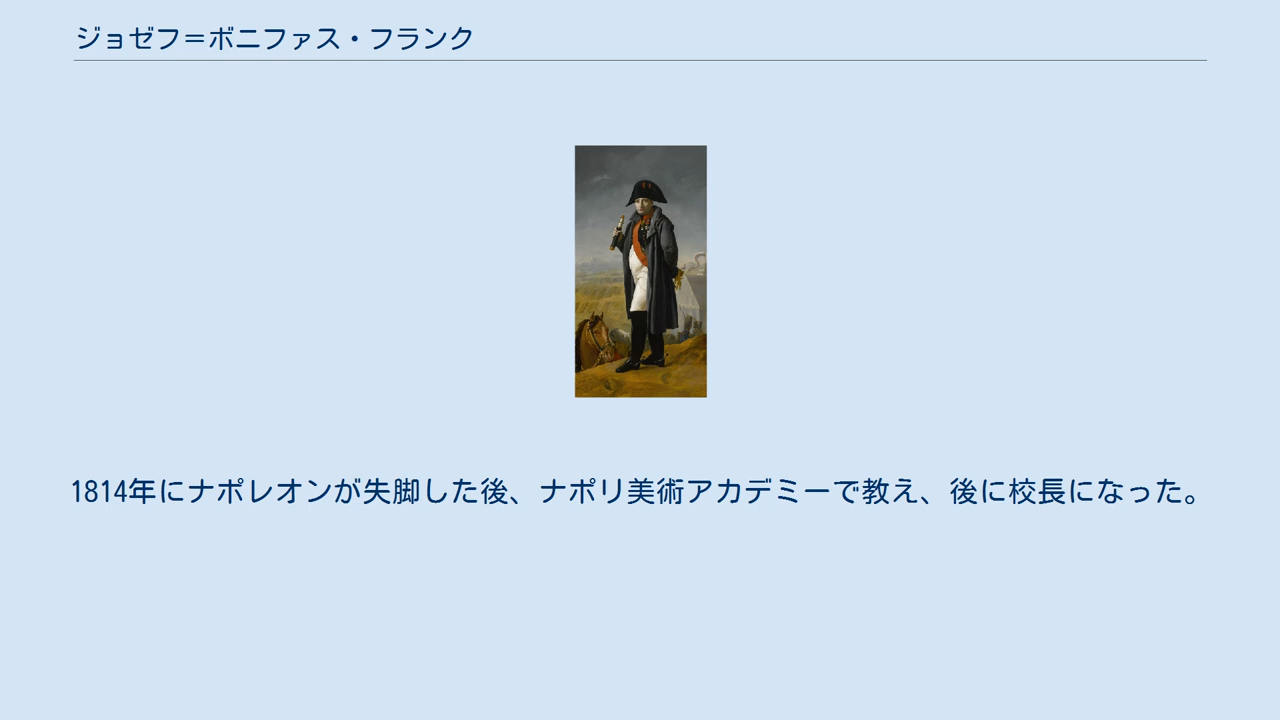 ジョゼフ＝ボニファス・フランク
1814年にナポレオンが失脚した後、ナポリ美術アカデミーで教え、後に校長になった。